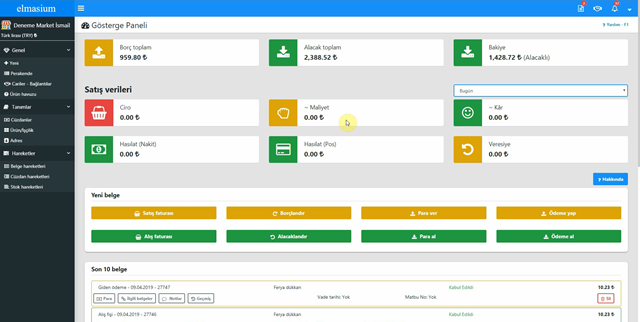 elmasium
Deneme Market İsmail
Türk lirası (TRY)
Genel
Yeni
Perakende
Cariler - Bağlantılar
Ürün havuzu
Tanımlar
Cüzdanlar
Ürün/İşçilik
Adres
Hareketler
Belge hareketleri
Cüzdan hareketleri
Stok hareketleri
Gösterge Paneli
Yardım - F1
Borç toplam
959.80 ₺
Alacak toplam
2,388.52 ₺
Bakiye
1,428.72 ₺ (Alacaklı)
Satış verileri
Bugün
Ciro
0.00 ₺
~ Maliyet
0.00 ₺
~ Kâr
0.00 ₺
Hasılat (Nakit)
0.00 ₺
Hasılat (Pos)
0.00 ₺
Veresiye
0.00 ₺
Hakkında
Yeni belge
Satış faturası
Borçlandır
Para ver
Ödeme yap
Alış faturası
Alacaklandır
Para al
Ödeme al
Son 10 belge
Giden ödeme - 09.04.2019 - 27747
Ferya dükkan
Kabul Edildi
10.23 ₺
Para
İlgili belgeler
Notlar
Geçmiş
Vade tarihi: Yok
Matbu No: Yok
Sil
Alış fişi - 09.04.2019 - 27746
Ferya dükkan
Kabul Edildi
10.23 ₺